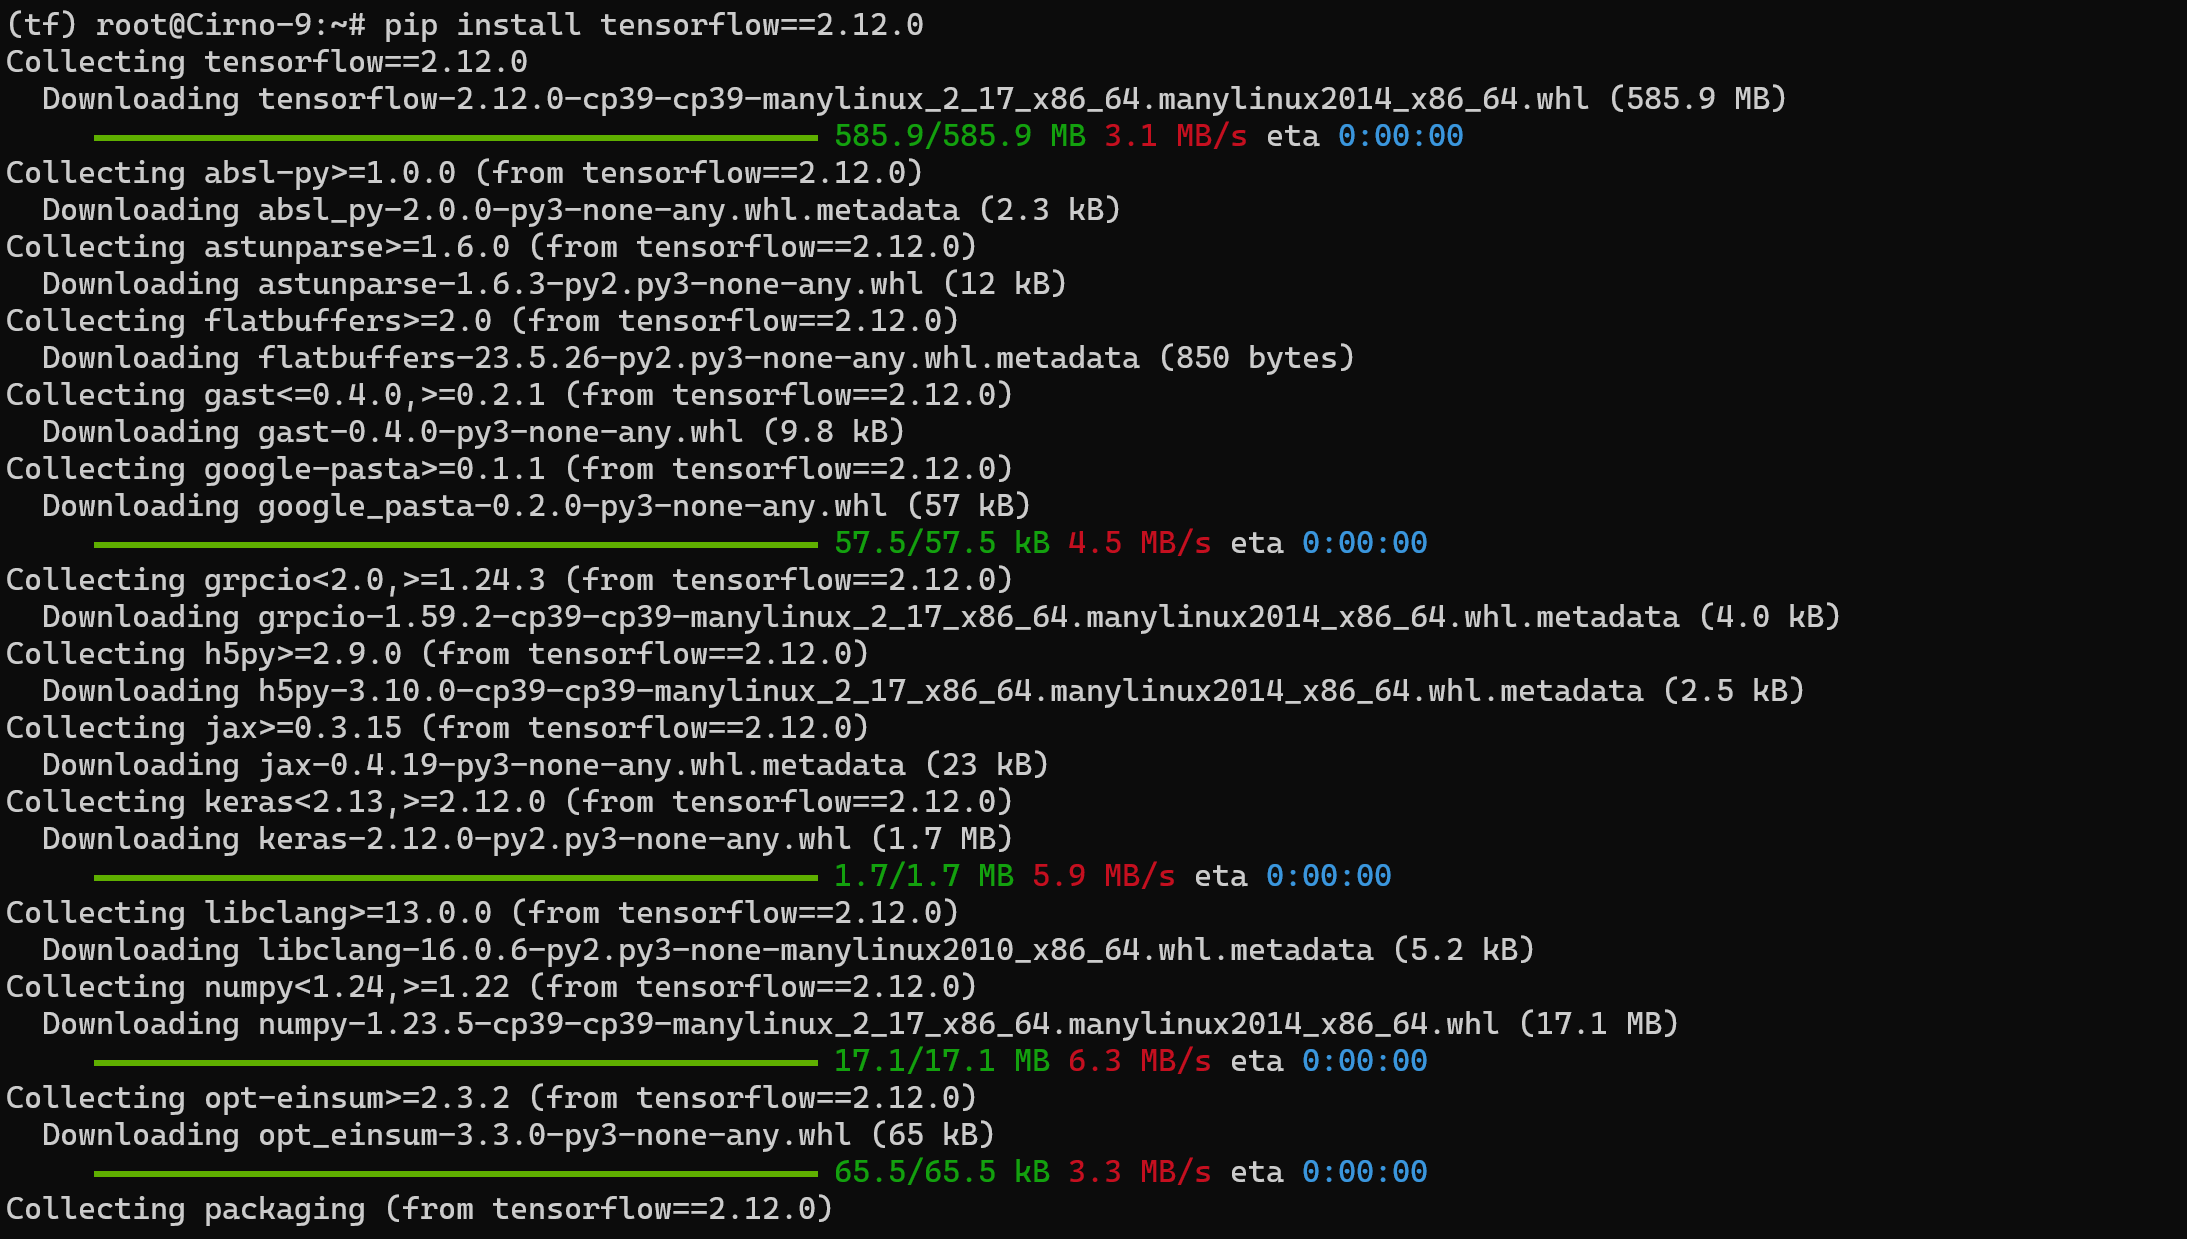 (tf) root@Cirno-9:~# pip install tensorflow==2.12.0
Collecting tensorflow==2.12.0
  Downloading tensorflow-2.12.0-cp39-cp39-manylinux_2_17_x86_64.manylinux2014_x86_64.whl (585.9 MB)
     585.9/585.9 MB 3.1 MB/s eta 0:00:00
Collecting absl-py>=1.0.0 (from tensorflow==2.12.0)
  Downloading absl_py-2.0.0-py3-none-any.whl.metadata (2.3 kB)
Collecting astunparse>=1.6.0 (from tensorflow==2.12.0)
  Downloading astunparse-1.6.3-py2.py3-none-any.whl (12 kB)
Collecting flatbuffers>=2.0 (from tensorflow==2.12.0)
  Downloading flatbuffers-23.5.26-py2.py3-none-any.whl.metadata (850 bytes)
Collecting gast<=0.4.0,>=0.2.1 (from tensorflow==2.12.0)
  Downloading gast-0.4.0-py3-none-any.whl (9.8 kB)
Collecting google-pasta>=0.1.1 (from tensorflow==2.12.0)
  Downloading google_pasta-0.2.0-py3-none-any.whl (57 kB)
     57.5/57.5 kB 4.5 MB/s eta 0:00:00
Collecting grpcio<2.0,>=1.24.3 (from tensorflow==2.12.0)
  Downloading grpcio-1.59.2-cp39-cp39-manylinux_2_17_x86_64.manylinux2014_x86_64.whl.metadata (4.0 kB)
Collecting h5py>=2.9.0 (from tensorflow==2.12.0)
  Downloading h5py-3.10.0-cp39-cp39-manylinux_2_17_x86_64.manylinux2014_x86_64.whl.metadata (2.5 kB)
Collecting jax>=0.3.15 (from tensorflow==2.12.0)
  Downloading jax-0.4.19-py3-none-any.whl.metadata (23 kB)
Collecting keras<2.13,>=2.12.0 (from tensorflow==2.12.0)
  Downloading keras-2.12.0-py2.py3-none-any.whl (1.7 MB)
     1.7/1.7 MB 5.9 MB/s eta 0:00:00
Collecting libclang>=13.0.0 (from tensorflow==2.12.0)
  Downloading libclang-16.0.6-py2.py3-none-manylinux2010_x86_64.whl.metadata (5.2 kB)
Collecting numpy<1.24,>=1.22 (from tensorflow==2.12.0)
  Downloading numpy-1.23.5-cp39-cp39-manylinux_2_17_x86_64.manylinux2014_x86_64.whl (17.1 MB)
     17.1/17.1 MB 6.3 MB/s eta 0:00:00
Collecting opt-einsum>=2.3.2 (from tensorflow==2.12.0)
  Downloading opt_einsum-3.3.0-py3-none-any.whl (65 kB)
     65.5/65.5 kB 3.3 MB/s eta 0:00:00
Collecting packaging (from tensorflow==2.12.0)